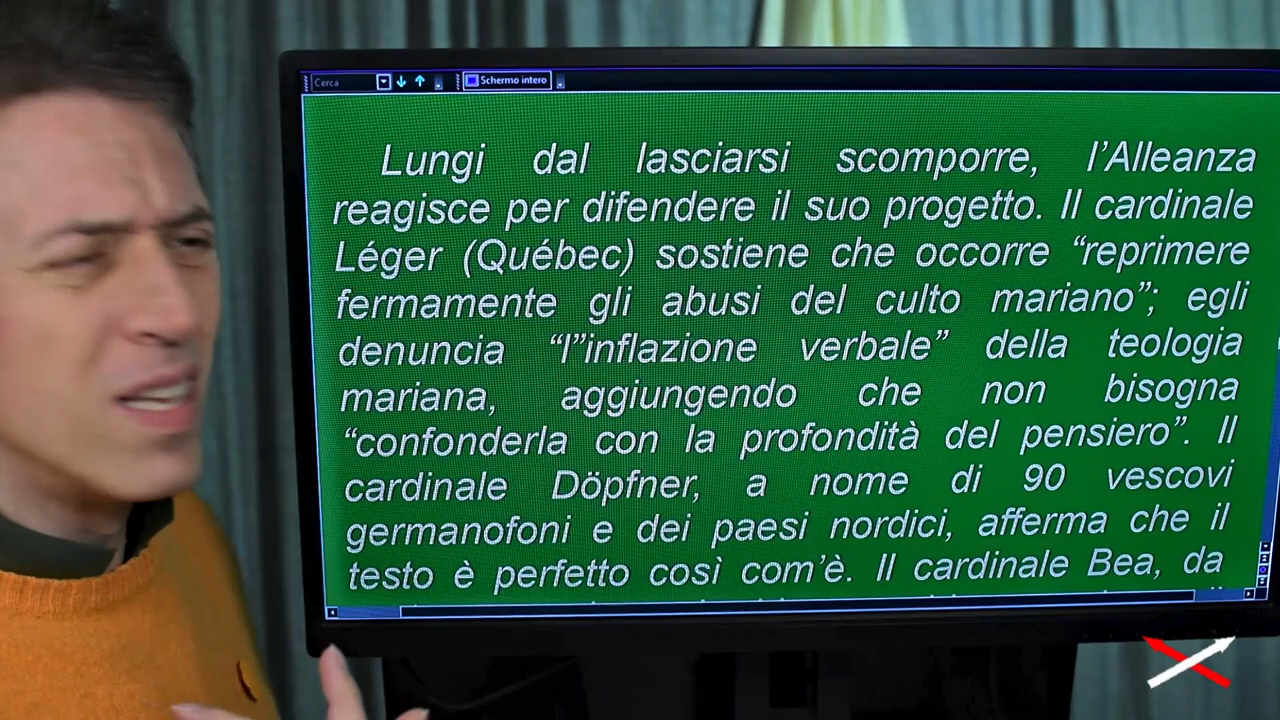 Cerca
Schermo intero
Lungi dal lasciarsi scomporre, l’Alleanza
reagisce per difendere il suo progetto. Il cardinale
Léger (Québec) sostiene che occorre “reprimere
fermamente gli abusi del culto mariano”; egli
denuncia “l”inflazione verbale” della teologia
mariana, aggiungendo che non bisogna
“confonderla con la profondità del pensiero”. Il
cardinale Döpfner, a nome di 90 vescovi
germanofoni e dei paesi nordici, afferma che il
testo è perfetto così com’è. Il cardinale Bea, da